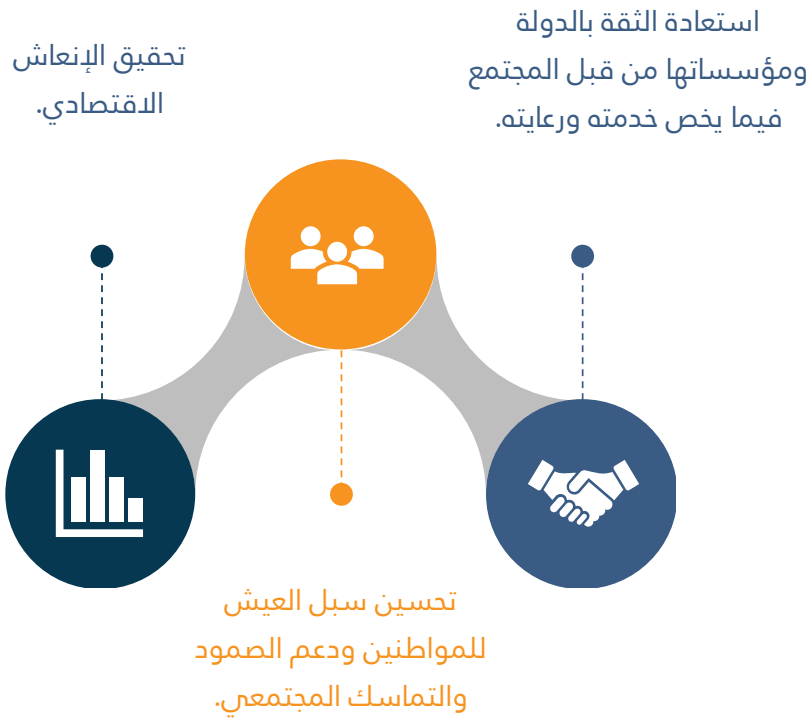 استعادة الثقة بالدولة
ومؤسساتها من قبل المجتمع
فيما يخص خدمته ورعايته.
تحسين سبل العيش
للمواطنين ودعم الصمود
والتماسك المجتمعي.
تحقيق الإنعاش
الاقتصادي.